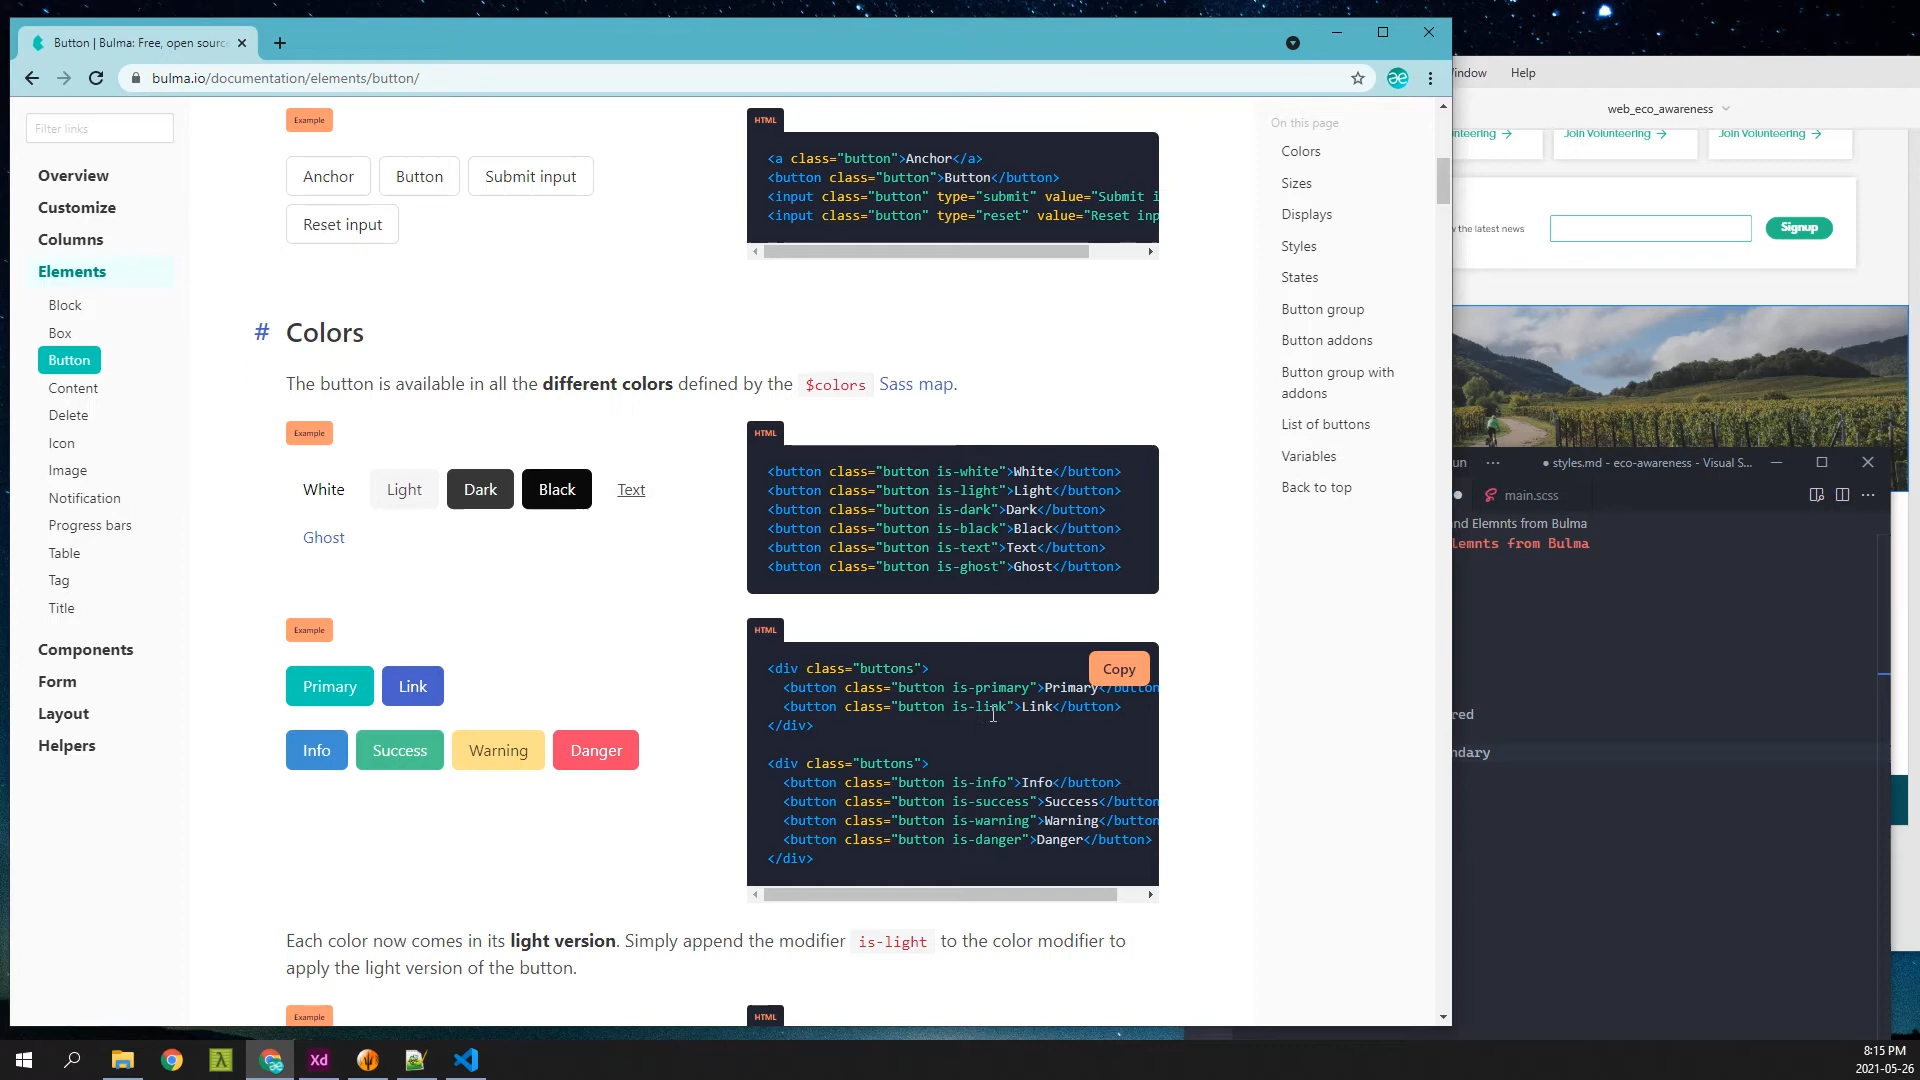 Button | Bulma: Free, open source
bulma.io/documentation/elements/button/
Filter links
Overview
Customize
Columns
Elements
Block
Box
Button
Content
Delete
Icon
Image
Notification
Progress bars
Table
Tag
Title
Components
Form
Layout
Helpers
Example
Anchor
Button
Submit input
Reset input
HTML
<a class="button">Anchor</a>
<button class="button">Button</button>
<input class="button" type="submit" value="Submit i
<input class="button" type="reset" value="Reset inp
# Colors
The button is available in all the different colors defined by the $colors Sass map.
Example
White
Light
Dark
Black
Text
Ghost
HTML
<button class="button is-white">White</button>
<button class="button is-light">Light</button>
<button class="button is-dark">Dark</button>
<button class="button is-black">Black</button>
<button class="button is-text">Text</button>
<button class="button is-ghost">Ghost</button>
Example
Primary
Link
Info
Success
Warning
Danger
HTML
Copy
<div class="buttons">
<button class="button is-primary">Primary</button
<button class="button is-link">Link</button>
</div>
<div class="buttons">
<button class="button is-info">Info</button>
<button class="button is-success">Success</button
<button class="button is-warning">Warning</button
<button class="button is-danger">Danger</button>
</div>
Each color now comes in its light version. Simply append the modifier is-light to the color modifier to
apply the light version of the button.
Example
HTML
On this page
Colors
Sizes
Displays
Styles
States
Button group
Button addons
Button group with
addons
List of buttons
Variables
Back to top
indow
Help
web_eco_awareness
nteering →
Join Volunteering →
Join Volunteering →
the latest news
Signup
un
styles.md - eco-awareness - Visual S...
main.scss
nd Elemnts from Bulma
lemnts from Bulma
red
ndary
Xd
8:15 PM
2021-05-26